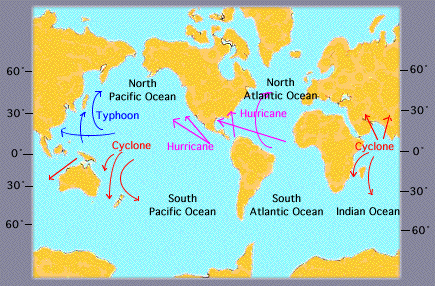 60°
30°
0°
30°
60°
North
Pacific Ocean
Typhoon
Cyclone
Hurricane
South
Pacific Ocean
North
Atlantic Ocean
Hurricane
South
Atlantic Ocean
Cyclone
Indian Ocean
60°
30°
0°
30°
60°